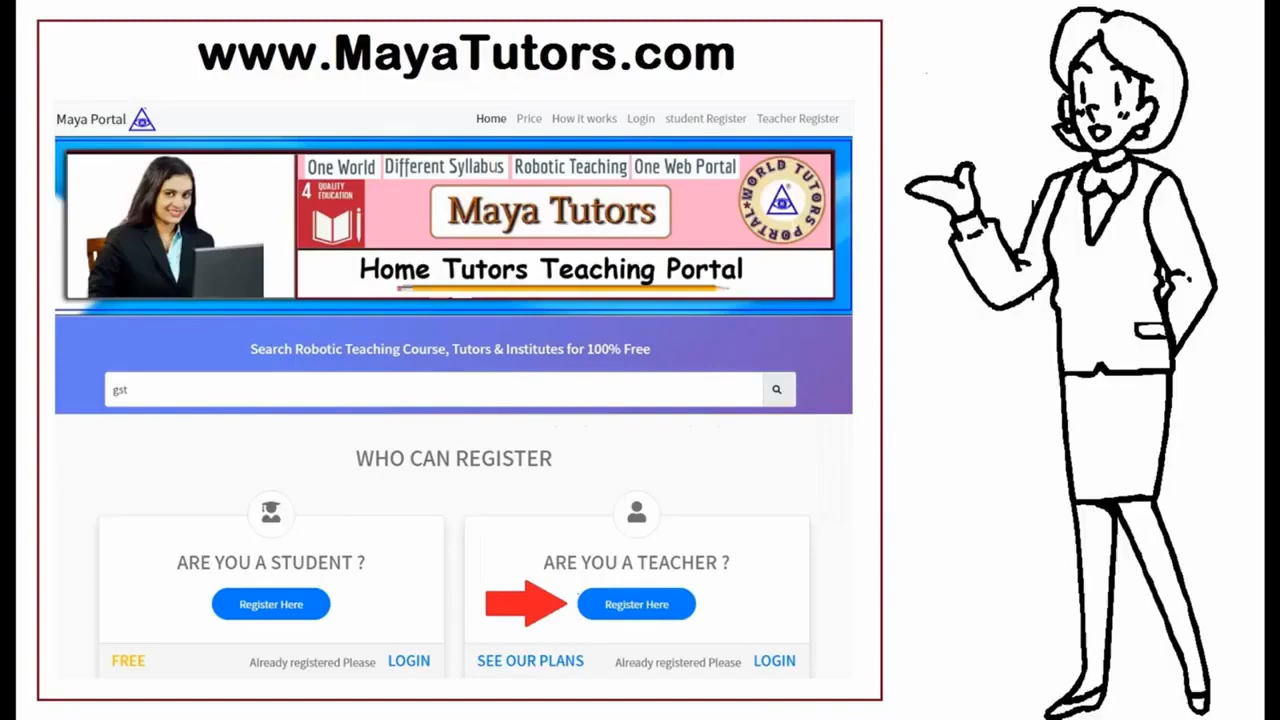 www.MayaTutors.com
Maya Portal
Home Price How it works Login student Register Teacher Register
One World Different Syllabus Robotic Teaching One Web Portal
4 QUALITY EDUCATION
Maya Tutors
WORLD TUTORS PORTAL
Home Tutors Teaching Portal
Search Robotic Teaching Course, Tutors & Institutes for 100% Free
gst
WHO CAN REGISTER
ARE YOU A STUDENT ?
Register Here
FREE Already registered Please LOGIN
ARE YOU A TEACHER ?
Register Here
SEE OUR PLANS Already registered Please LOGIN